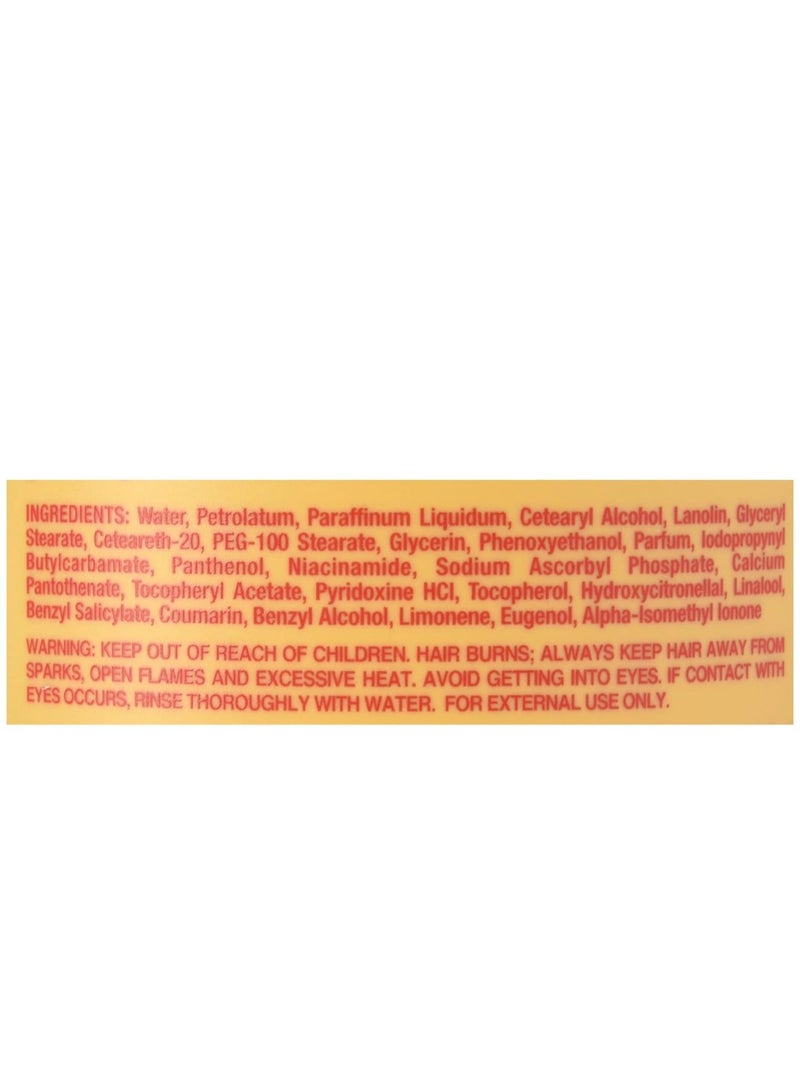 INGREDIENTS: Water, Petrolatum, Paraffinum Liquidum, Cetearyl Alcohol, Lanolin, Glyceryl
Stearate, Ceteareth-20, PEG-100 Stearate, Glycerin, Phenoxyethanol, Parfum, Iodopropynyl
Butylcarbamate, Panthenol, Niacinamide, Sodium Ascorbyl Phosphate, Calcium
Pantothenate, Tocopheryl Acetate, Pyridoxine HCl, Tocopherol, Hydroxycitronellal, Linalool,
Benzyl Salicylate, Coumarin, Benzyl Alcohol, Limonene, Eugenol, Alpha-Isomethyl Ionone
WARNING: KEEP OUT OF REACH OF CHILDREN. HAIR BURNS; ALWAYS KEEP HAIR AWAY FROM
SPARKS, OPEN FLAMES AND EXCESSIVE HEAT. AVOID GETTING INTO EYES. IF CONTACT WITH
EYES OCCURS, RINSE THOROUGHLY WITH WATER. FOR EXTERNAL USE ONLY.